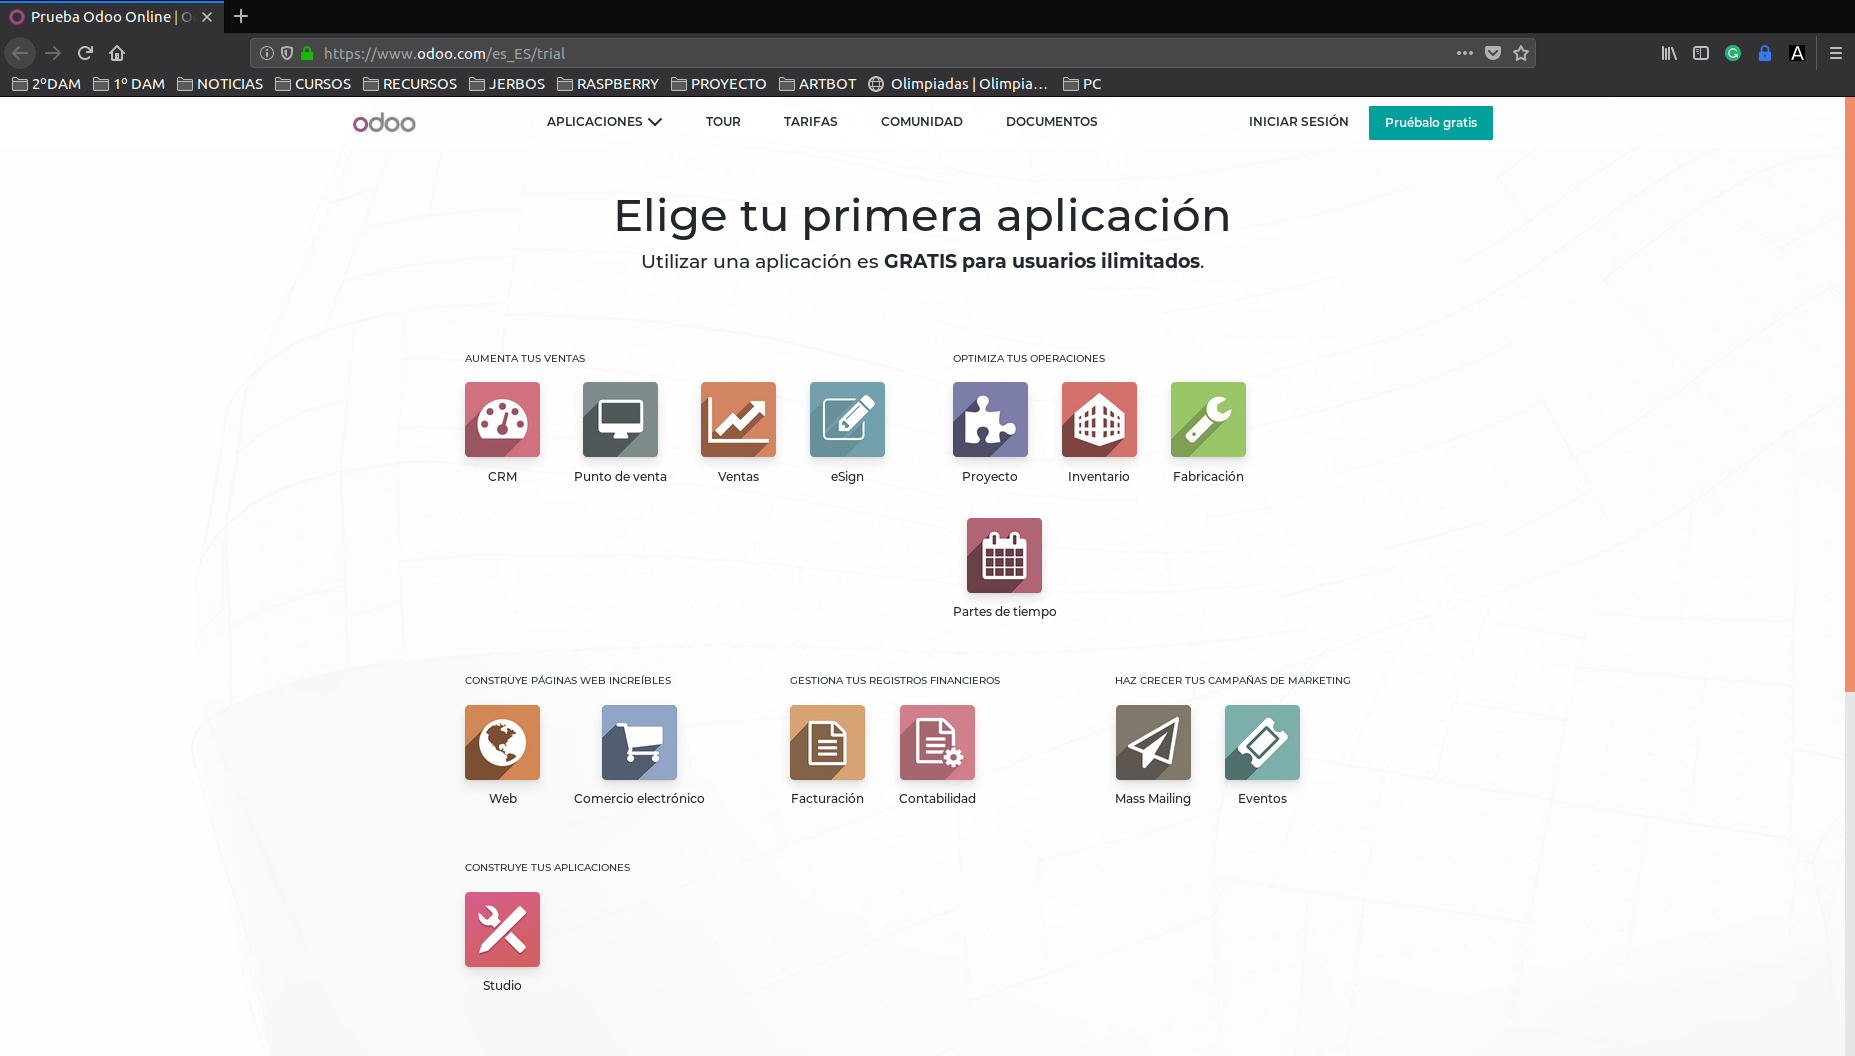 Prueba Odoo Online | O
https://www.odoo.com/es_ES/trial
2ºDAM 1º DAM NOTICIAS CURSOS RECURSOS JERBOS RASPBERRY PROYECTO ARTBOT Olimpiadas | Olimpia… PC
odoo APLICACIONES TOUR TARIFAS COMUNIDAD DOCUMENTOS INICIAR SESIÓN Pruébalo gratis
Elige tu primera aplicación
Utilizar una aplicación es GRATIS para usuarios ilimitados.
AUMENTA TUS VENTAS
CRM Punto de venta Ventas eSign
OPTIMIZA TUS OPERACIONES
Proyecto Inventario Fabricación
Partes de tiempo
CONSTRUYE PÁGINAS WEB INCREÍBLES
Web Comercio electrónico
GESTIONA TUS REGISTROS FINANCIEROS
Facturación Contabilidad
HAZ CRECER TUS CAMPAÑAS DE MARKETING
Mass Mailing Eventos
CONSTRUYE TUS APLICACIONES
Studio